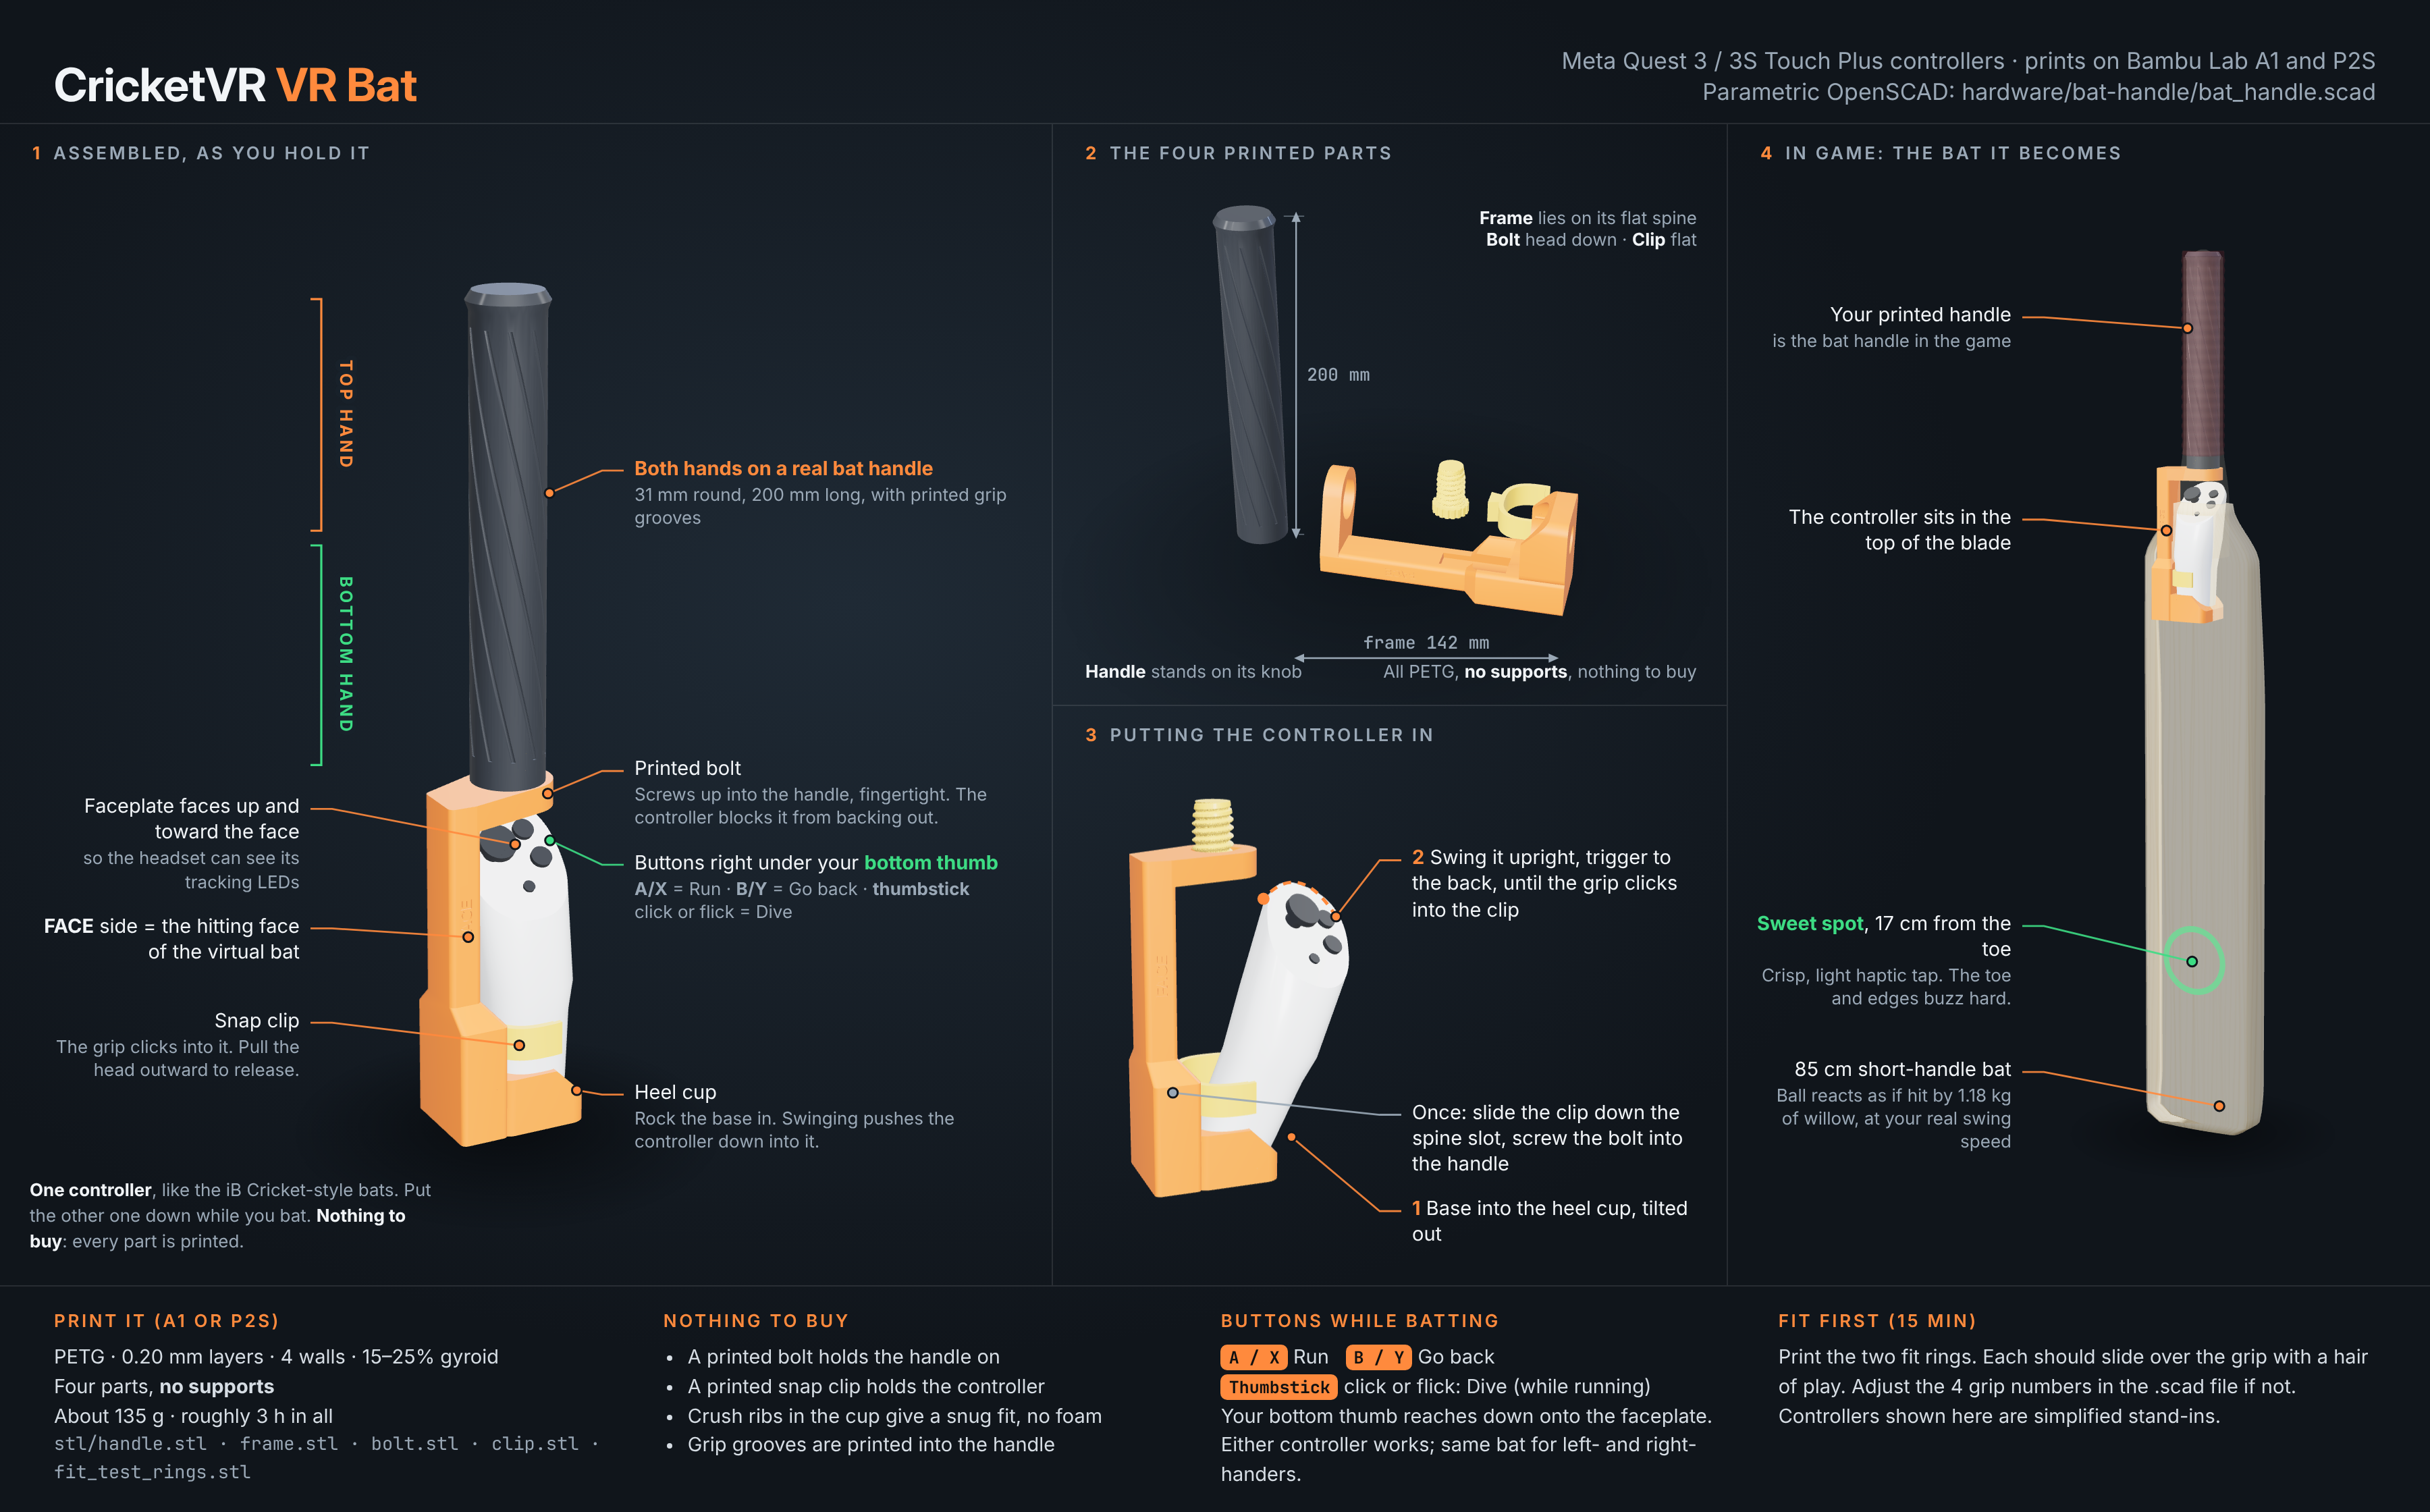 CricketVR VR Bat
Meta Quest 3 / 3S Touch Plus controllers · prints on Bambu Lab A1 and P2S
Parametric OpenSCAD: hardware/bat-handle/bat_handle.scad
1 ASSEMBLED, AS YOU HOLD IT
TOP HAND
BOTTOM HAND
Both hands on a real bat handle
31 mm round, 200 mm long, with printed grip
grooves
Printed bolt
Screws up into the handle, fingertight. The
controller blocks it from backing out.
Buttons right under your bottom thumb
A/X = Run · B/Y = Go back · thumbstick
click or flick = Dive
Heel cup
Rock the base in. Swinging pushes the
controller down into it.
Faceplate faces up and
toward the face
so the headset can see its
tracking LEDs
FACE side = the hitting face
of the virtual bat
Snap clip
The grip clicks into it. Pull the
head outward to release.
One controller, like the iB Cricket-style bats. Put
the other one down while you bat. Nothing to
buy: every part is printed.
2 THE FOUR PRINTED PARTS
Frame lies on its flat spine
Bolt head down · Clip flat
200 mm
frame 142 mm
Handle stands on its knob
All PETG, no supports, nothing to buy
3 PUTTING THE CONTROLLER IN
2 Swing it upright, trigger to
the back, until the grip clicks
into the clip
Once: slide the clip down the
spine slot, screw the bolt into
the handle
1 Base into the heel cup, tilted
out
4 IN GAME: THE BAT IT BECOMES
Your printed handle
is the bat handle in the game
The controller sits in the
top of the blade
Sweet spot, 17 cm from the
toe
Crisp, light haptic tap. The toe
and edges buzz hard.
85 cm short-handle bat
Ball reacts as if hit by 1.18 kg
of willow, at your real swing
speed
PRINT IT (A1 OR P2S)
PETG · 0.20 mm layers · 4 walls · 15–25% gyroid
Four parts, no supports
About 135 g · roughly 3 h in all
stl/handle.stl · frame.stl · bolt.stl · clip.stl ·
fit_test_rings.stl
NOTHING TO BUY
• A printed bolt holds the handle on
• A printed snap clip holds the controller
• Crush ribs in the cup give a snug fit, no foam
• Grip grooves are printed into the handle
BUTTONS WHILE BATTING
A / X Run B / Y Go back
Thumbstick click or flick: Dive (while running)
Your bottom thumb reaches down onto the faceplate.
Either controller works; same bat for left- and right-
handers.
FIT FIRST (15 MIN)
Print the two fit rings. Each should slide over the grip with a hair
of play. Adjust the 4 grip numbers in the .scad file if not.
Controllers shown here are simplified stand-ins.